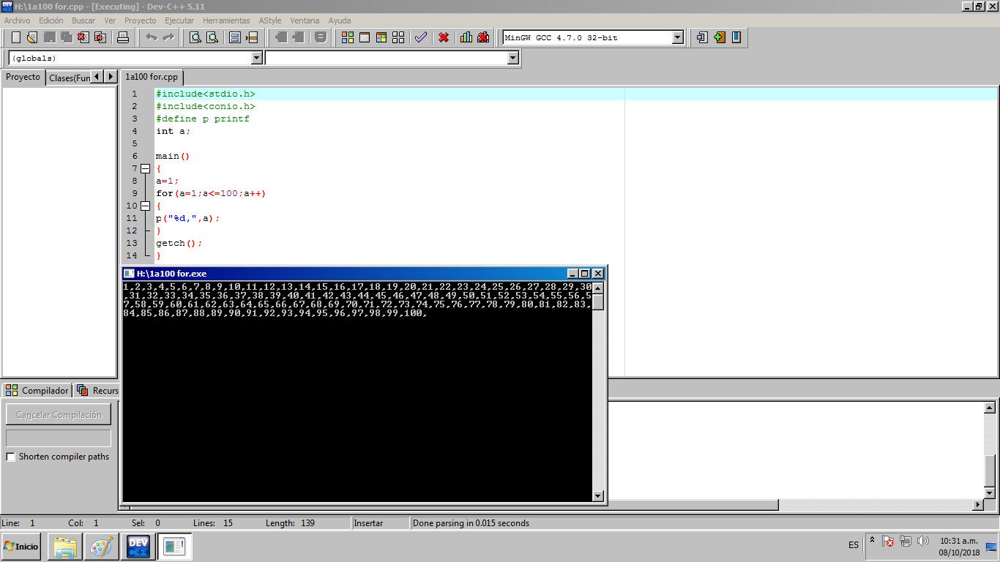 H:\1a100 for.cpp - [Executing] - Dev-C++ 5.11
Archivo Edición Buscar Ver Proyecto Ejecutar Herramientas AStyle Ventana Ayuda
MinGW GCC 4.7.0 32-bit
(globals)
Proyecto Clases(Fun 1a100 for.cpp
1 #include<stdio.h>
2 #include<conio.h>
3 #define p printf
4 int a;
5
6 main()
7 {
8 a=1;
9 for(a=1;a<=100;a++)
10 {
11 p("%d,",a);
12 }
13 getch();
14 }
H:\1a100 for.exe
1,2,3,4,5,6,7,8,9,10,11,12,13,14,15,16,17,18,19,20,21,22,23,24,25,26,27,28,29,30
,31,32,33,34,35,36,37,38,39,40,41,42,43,44,45,46,47,48,49,50,51,52,53,54,55,56,5
7,58,59,60,61,62,63,64,65,66,67,68,69,70,71,72,73,74,75,76,77,78,79,80,81,82,83,
84,85,86,87,88,89,90,91,92,93,94,95,96,97,98,99,100,
Compilador Recurs
Cancelar Compilación
Shorten compiler paths
Line: 1 Col: 1 Sel: 0 Lines: 15 Length: 139 Insertar Done parsing in 0.015 seconds
Inicio DEV C++ ES 10:31 a.m.
08/10/2018